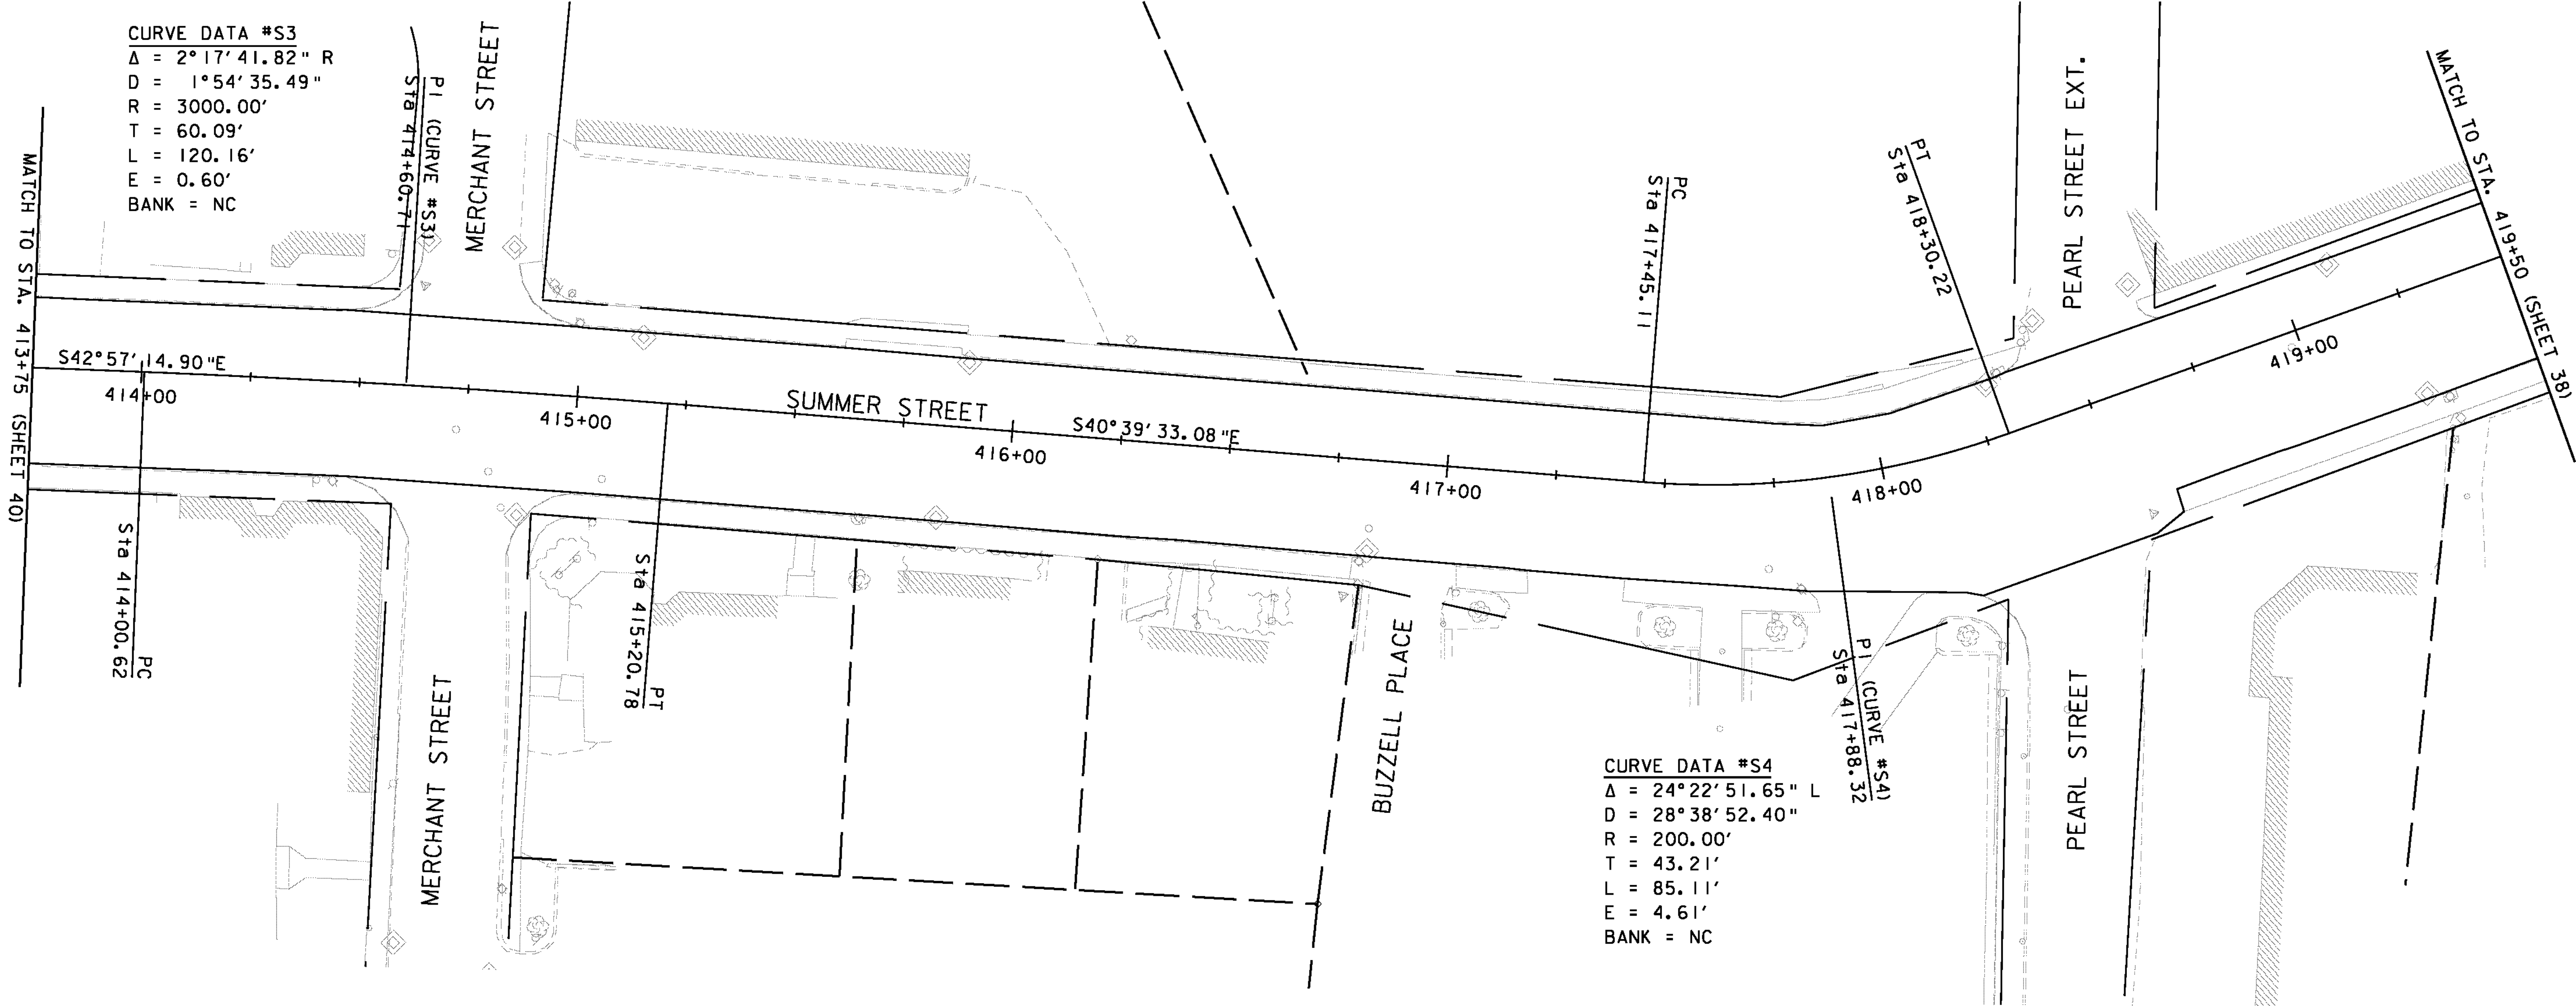 CURVE DATA #S3
Δ = 2°17'41.82" R
D = 1°54'35.49"
R = 3000.00'
T = 60.09'
L = 120.16'
E = 0.60'
BANK = NC
MATCH TO STA. 413+75 (SHEET 40)
PI (CURVE #S3)
Sta 414+60.71
MERCHANT STREET
S42°57'14.90"E
414+00
PC
Sta 414+00.62
MERCHANT STREET
415+00
PT
Sta 415+20.78
SUMMER STREET
416+00
S40°39'33.08"E
BUZZELL PLACE
417+00
PC
Sta 417+45.11
PI (CURVE #S4)
Sta 417+88.32
418+00
PT
Sta 418+30.22
PEARL STREET EXT.
PEARL STREET
419+00
MATCH TO STA. 419+50 (SHEET 38)
CURVE DATA #S4
Δ = 24°22'51.65" L
D = 28°38'52.40"
R = 200.00'
T = 43.21'
L = 85.11'
E = 4.61'
BANK = NC